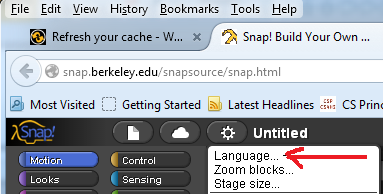 File Edit View History Bookmarks Tools Help
Refresh your cache - W... × Snap! Build Your Own ... ×
snap.berkeley.edu/snapsource/snap.html
Most Visited Getting Started Latest Headlines CSP CSAS CS Princ
Snap! Untitled
Motion Control Language...
Looks Sensing Zoom blocks...
Stage size...